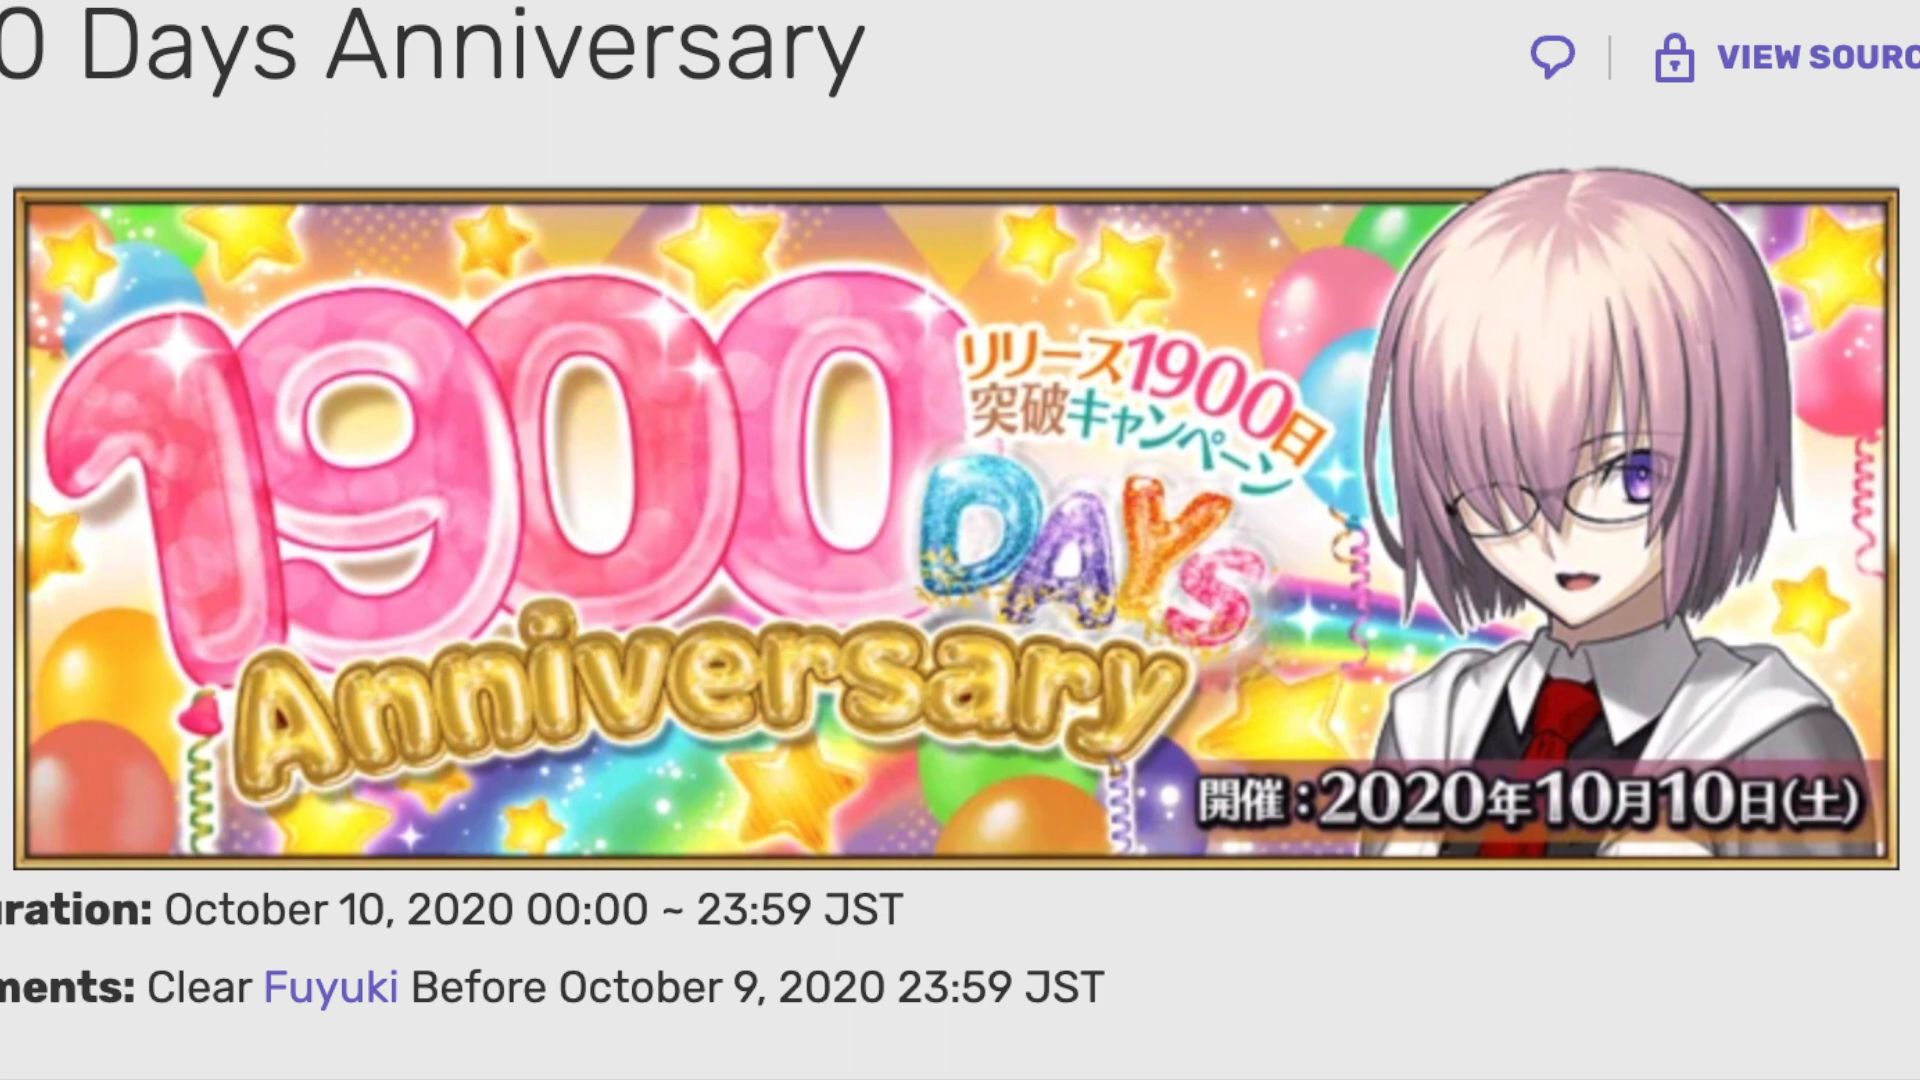 0 Days Anniversary
VIEW SOURC
1900
リリース1900日
突破キャンペーン
DAYS
Anniversary
開催：2020年10月10日(土)
uration: October 10, 2020 00:00 ~ 23:59 JST
ments: Clear Fuyuki Before October 9, 2020 23:59 JST